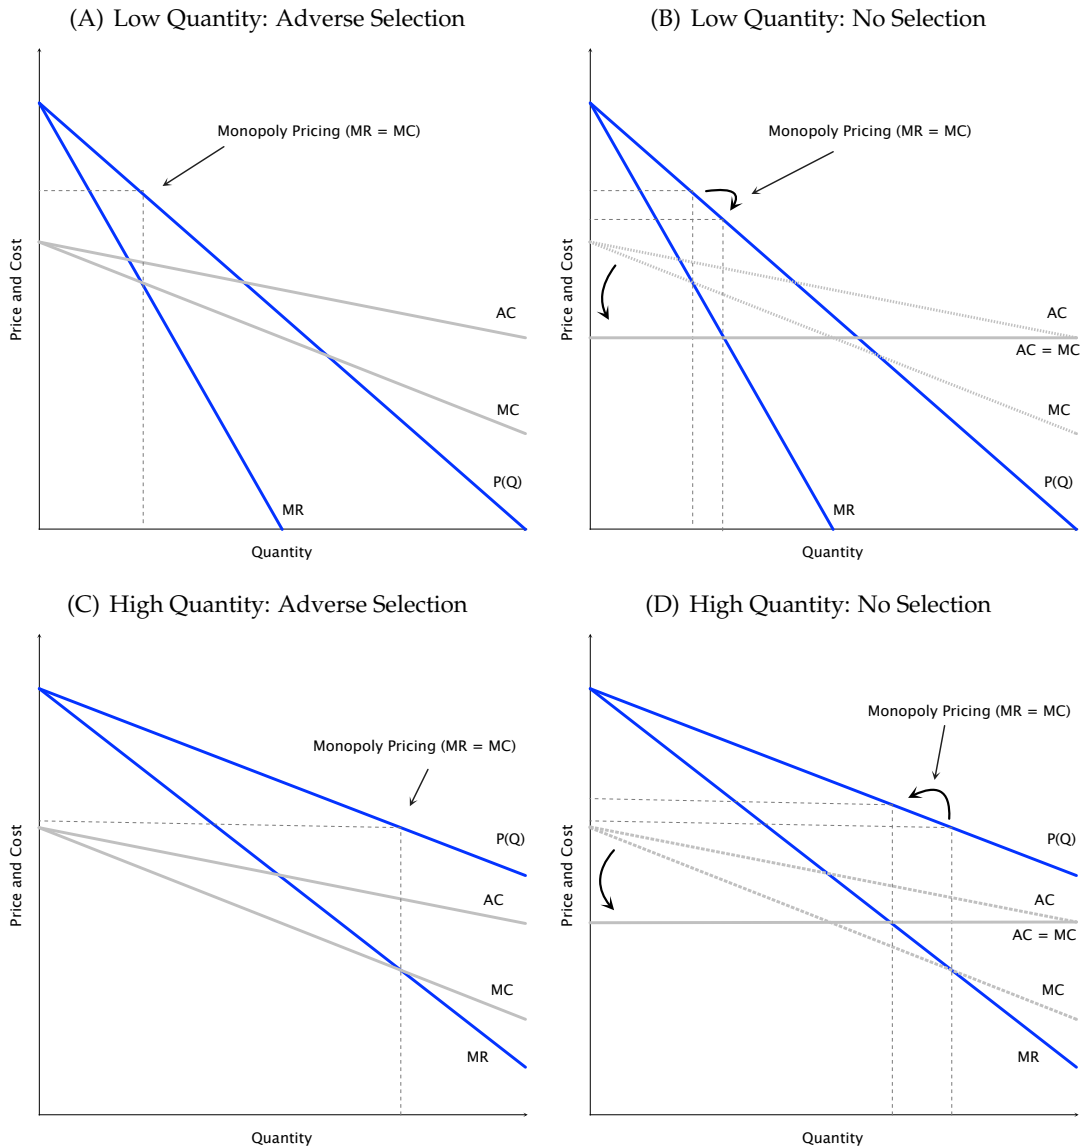 (A) Low Quantity: Adverse Selection
Monopoly Pricing (MR = MC)
Price and Cost
AC
MC
P(Q)
MR
Quantity
(B) Low Quantity: No Selection
Monopoly Pricing (MR = MC)
Price and Cost
AC
AC = MC
MC
P(Q)
MR
Quantity
(C) High Quantity: Adverse Selection
Monopoly Pricing (MR = MC)
Price and Cost
P(Q)
AC
MC
MR
Quantity
(D) High Quantity: No Selection
Monopoly Pricing (MR = MC)
Price and Cost
P(Q)
AC
AC = MC
MC
MR
Quantity